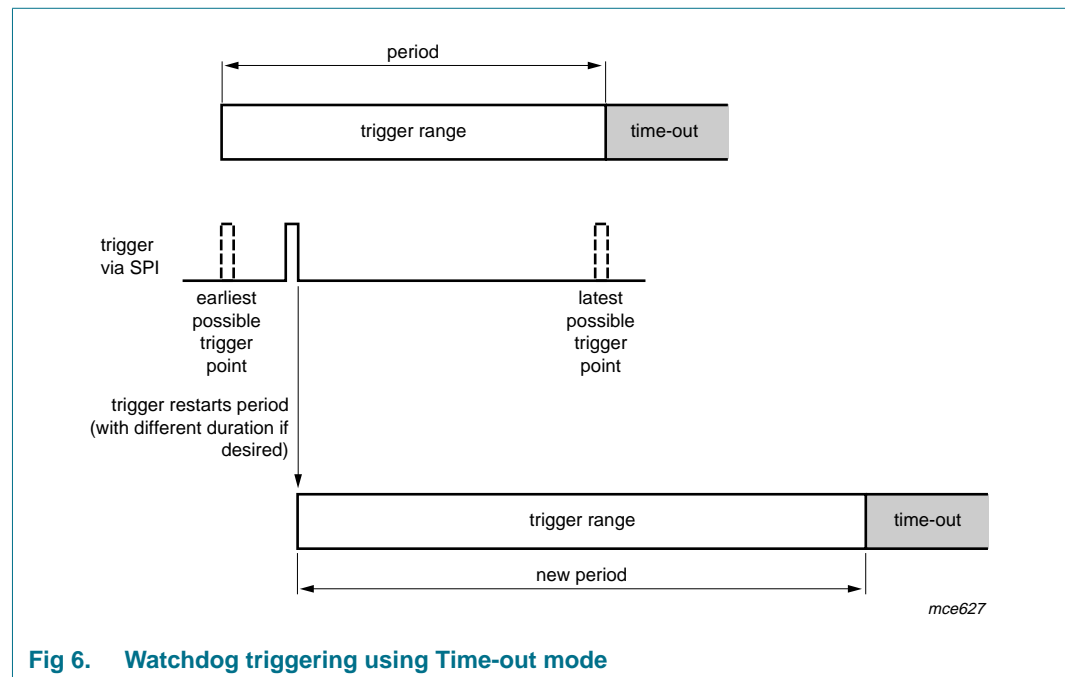 period
trigger range
time-out
trigger
via SPI
earliest
possible
trigger
point
latest
possible
trigger
point
trigger restarts period
(with different duration if
desired)
trigger range
time-out
new period
mce627
Fig 6. Watchdog triggering using Time-out mode